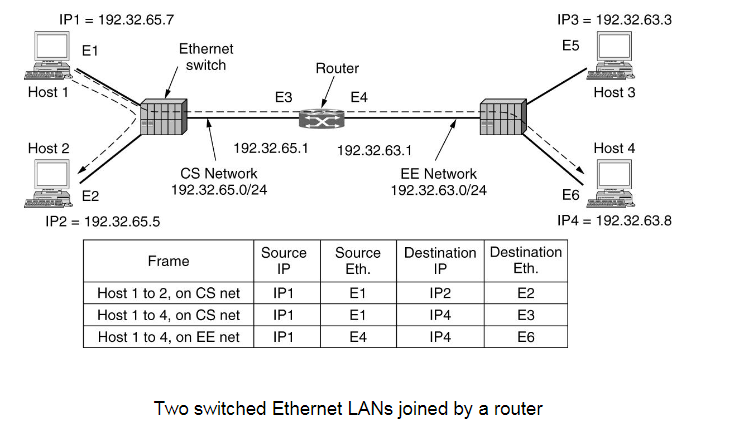 IP1 = 192.32.65.7
IP3 = 192.32.63.3
E1
Ethernet
switch
E5
Router
Host 1
E3
E4
Host 3
Host 2
192.32.65.1
192.32.63.1
Host 4
CS Network
192.32.65.0/24
EE Network
192.32.63.0/24
E2
E6
IP2 = 192.32.65.5
IP4 = 192.32.63.8
Frame Source IP Source Eth. Destination IP Destination Eth.
Host 1 to 2, on CS net IP1 E1 IP2 E2
Host 1 to 4, on CS net IP1 E1 IP4 E3
Host 1 to 4, on EE net IP1 E4 IP4 E6
Two switched Ethernet LANs joined by a router